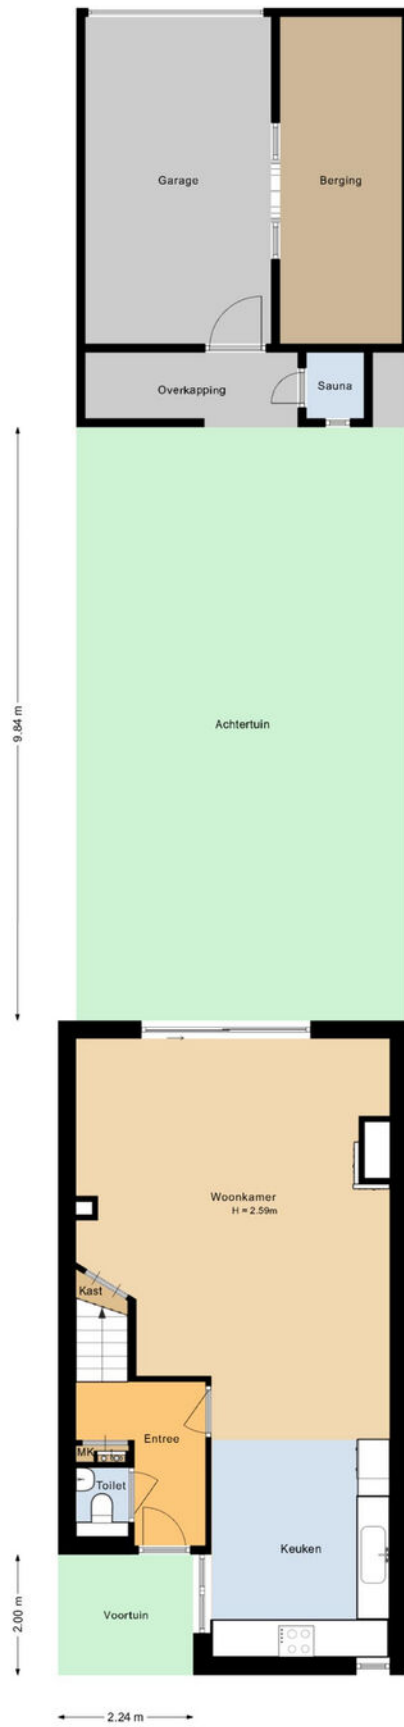 Garage
Berging
Overkapping
Sauna
9.84 m
Achtertuin
Woonkamer
H = 2.59m
Kast
Entree
MK
Toilet
Keuken
Voortuin
2.00 m
2.24 m